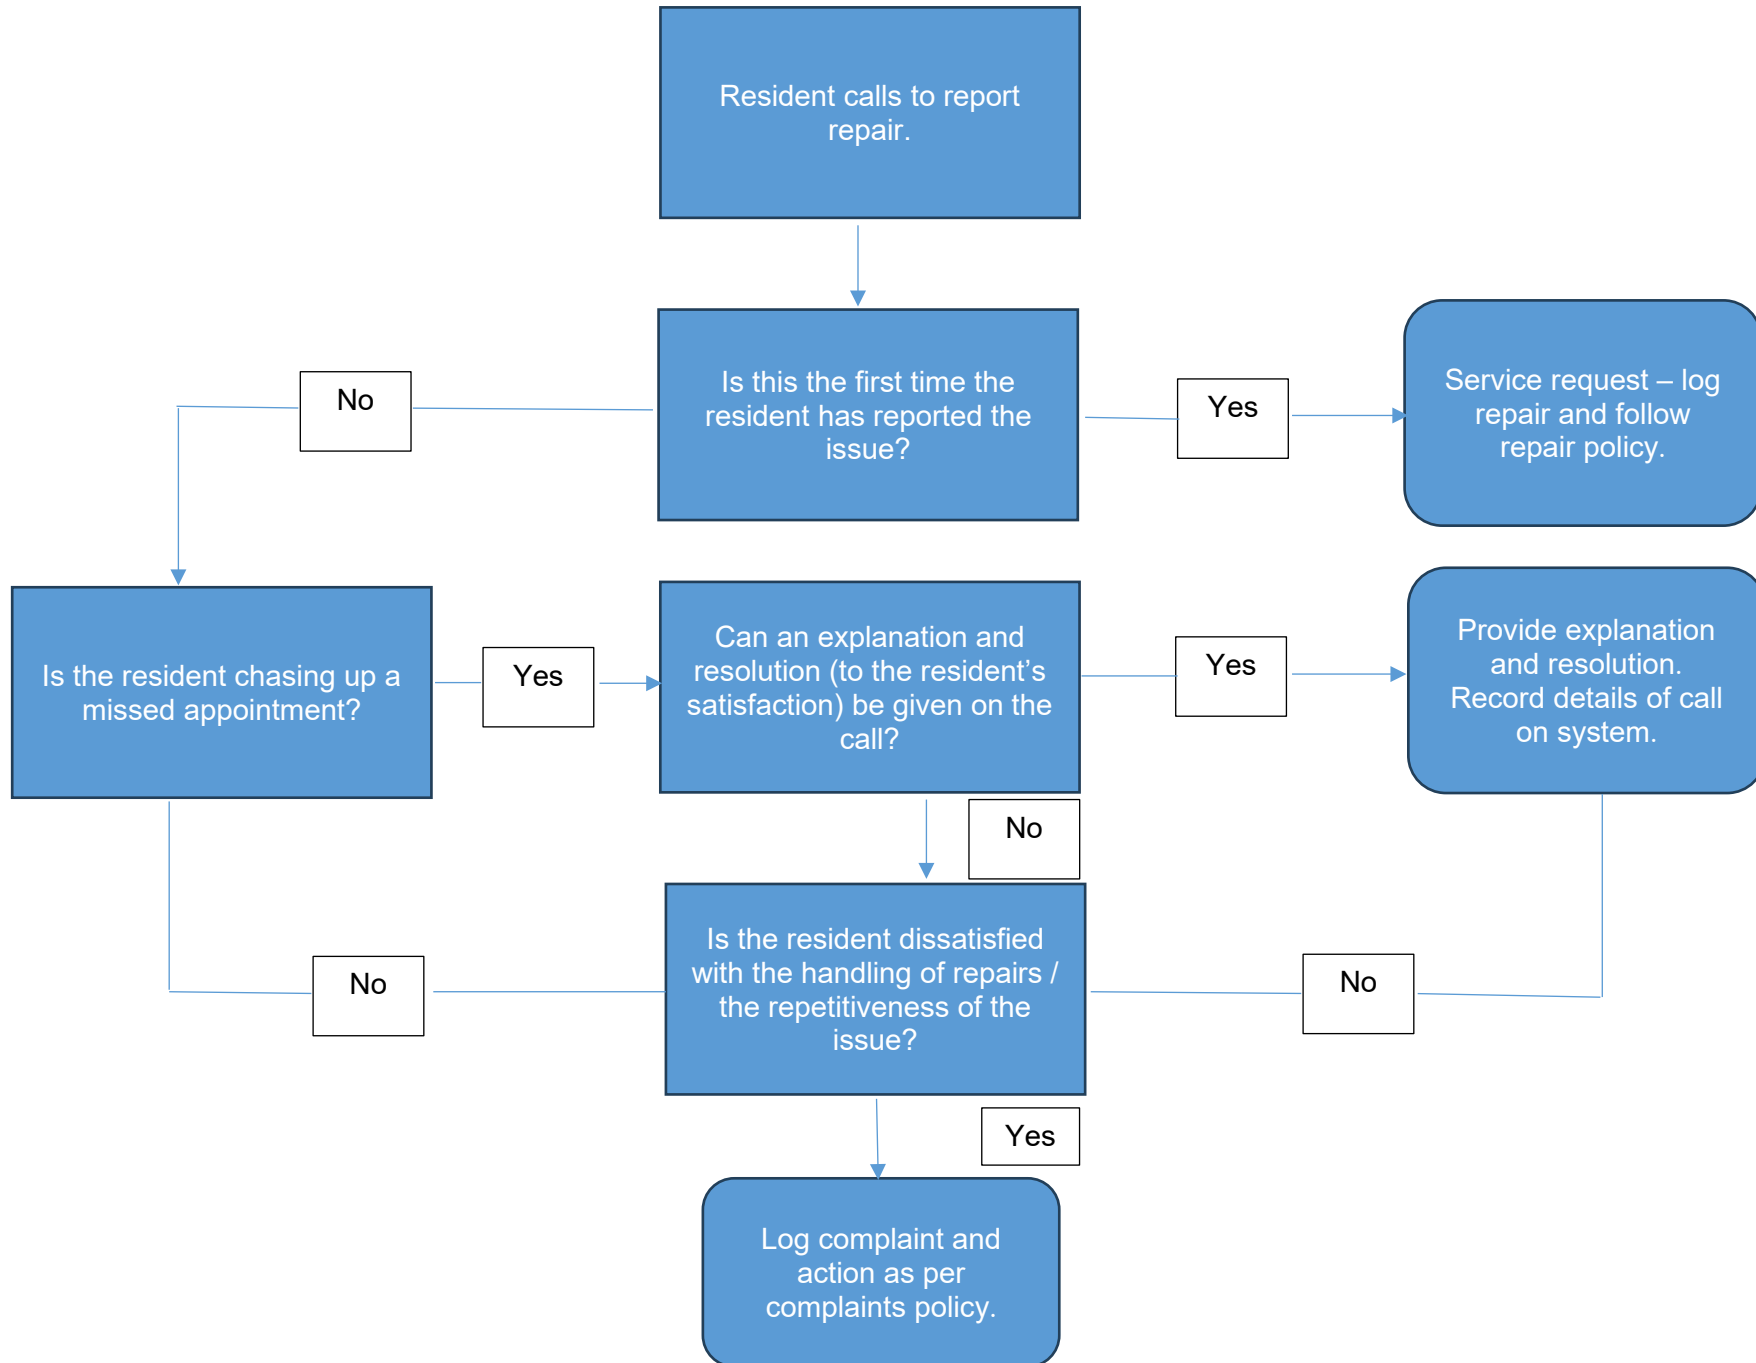 Resident calls to report
repair.
Is this the first time the
resident has reported the
issue?
No
Yes
Service request – log
repair and follow
repair policy.
Is the resident chasing up a
missed appointment?
Yes
Can an explanation and
resolution (to the resident’s
satisfaction) be given on the
call?
Yes
Provide explanation
and resolution.
Record details of call
on system.
No
Is the resident dissatisfied
with the handling of repairs /
the repetitiveness of the
issue?
No
No
Yes
Log complaint and
action as per
complaints policy.